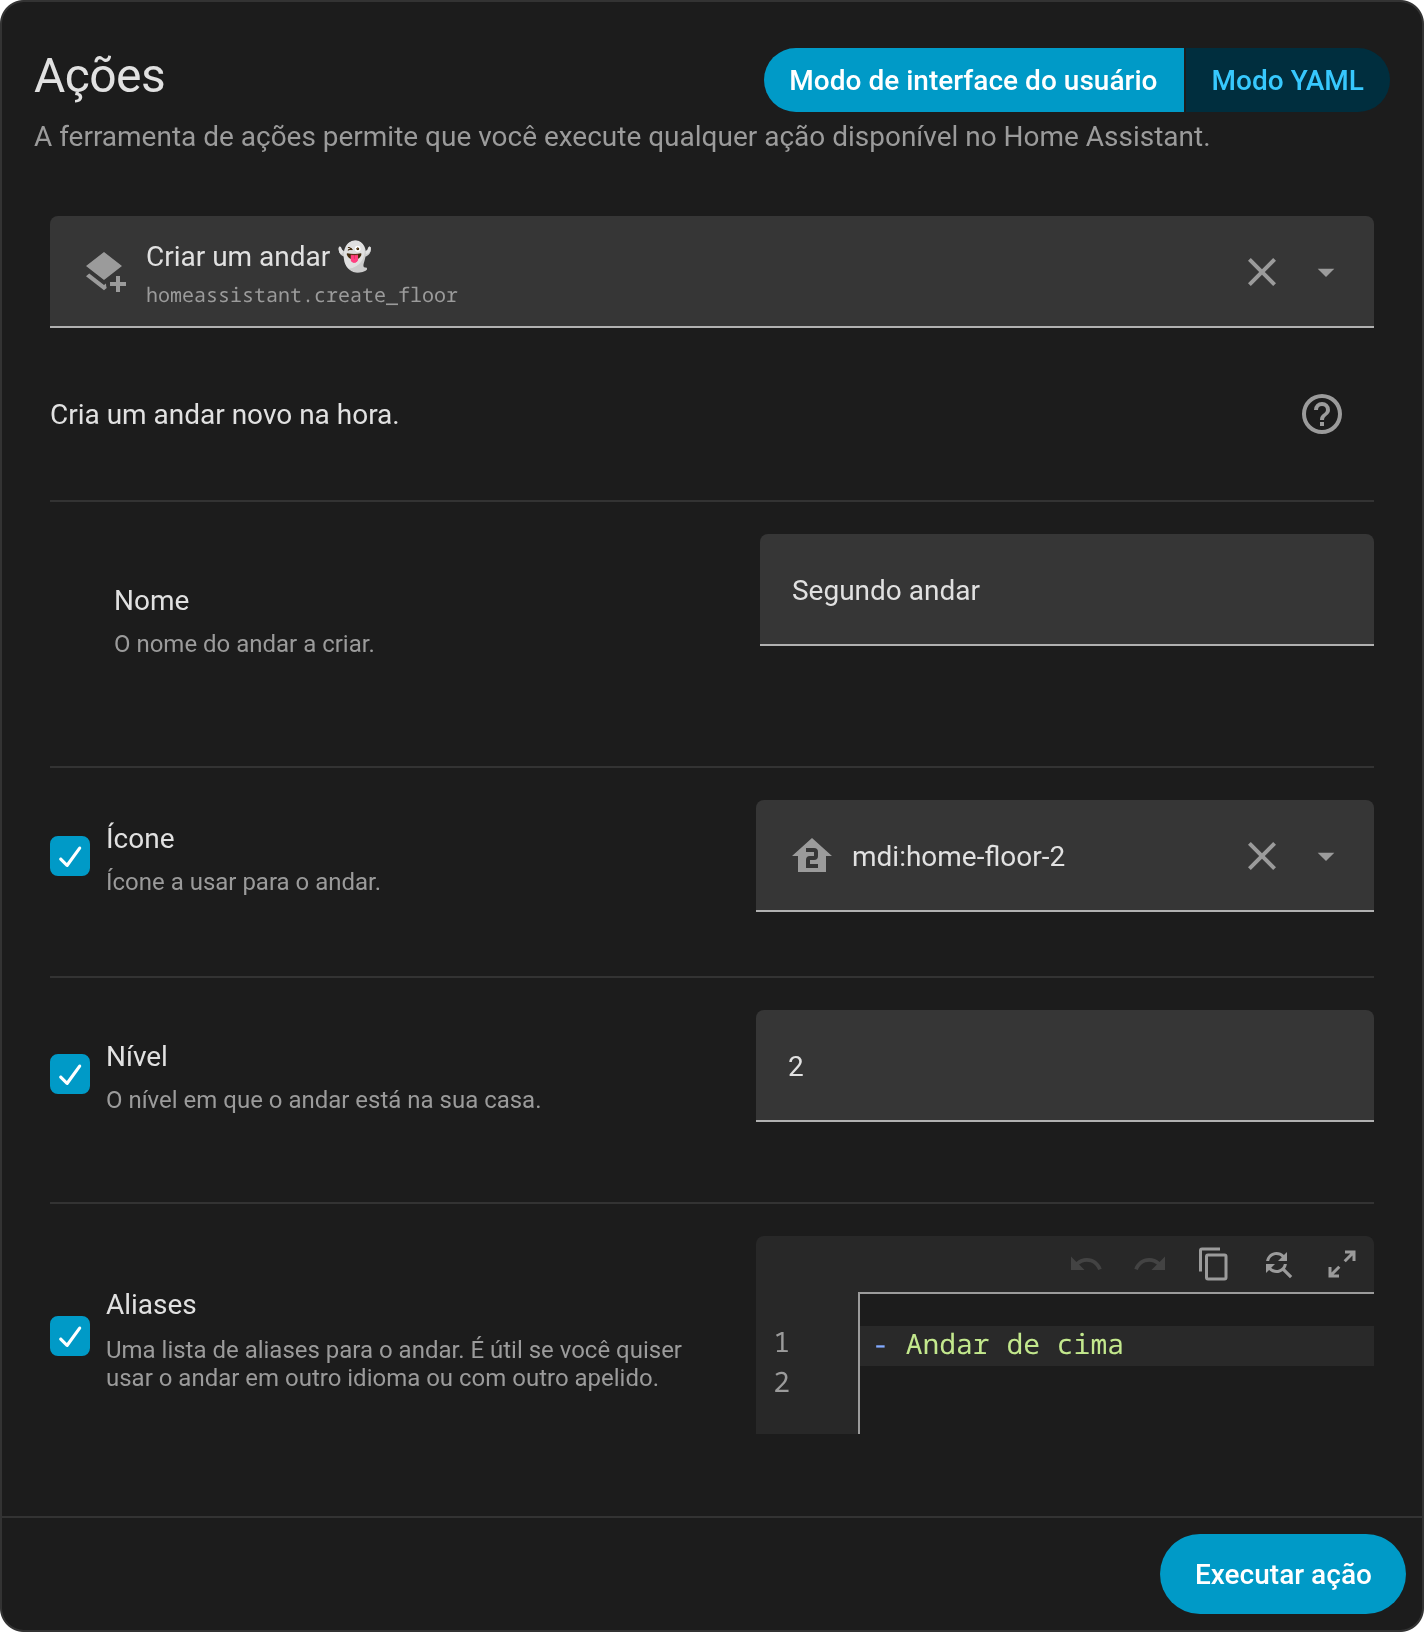 Ações
Modo de interface do usuário
Modo YAML
A ferramenta de ações permite que você execute qualquer ação disponível no Home Assistant.
Criar um andar 👻
homeassistant.create_floor
Cria um andar novo na hora.
Nome
O nome do andar a criar.
Segundo andar
Ícone
Ícone a usar para o andar.
mdi:home-floor-2
Nível
O nível em que o andar está na sua casa.
2
Aliases
Uma lista de aliases para o andar. É útil se você quiser
usar o andar em outro idioma ou com outro apelido.
1 - Andar de cima
2
Executar ação